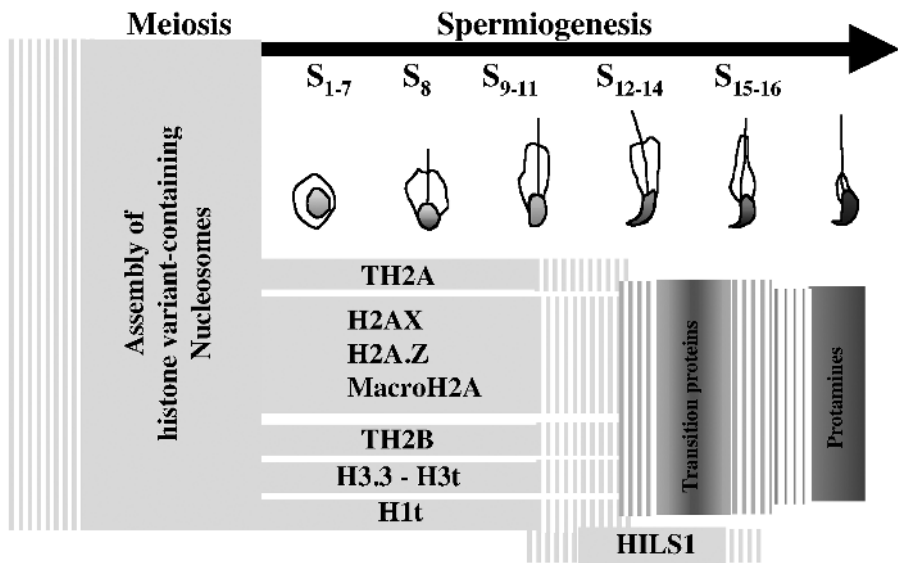 Meiosis
Spermiogenesis
S1-7
S8
S9-11
S12-14
S15-16
Assembly of
histone variant-containing
Nucleosomes
TH2A
H2AX
H2A.Z
MacroH2A
TH2B
H3.3 - H3t
H1t
HILS1
Transition proteins
Protamines